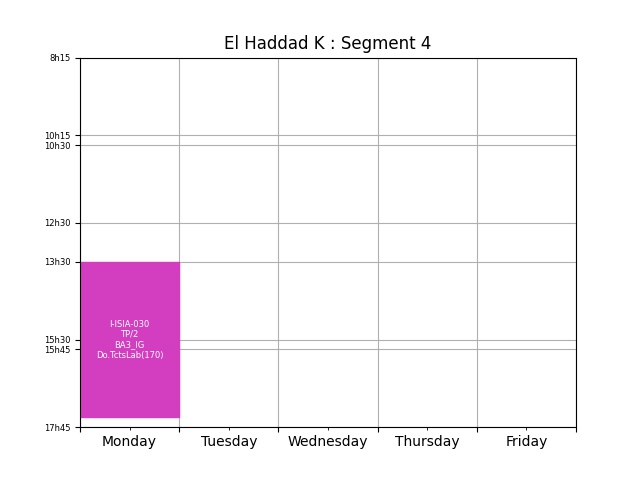 El Haddad K : Segment 4
8h15
10h15
10h30
12h30
13h30
I-ISIA-030
TP/2
BA3_IG
Do.TctsLab(170)
15h30
15h45
17h45
Monday Tuesday Wednesday Thursday Friday